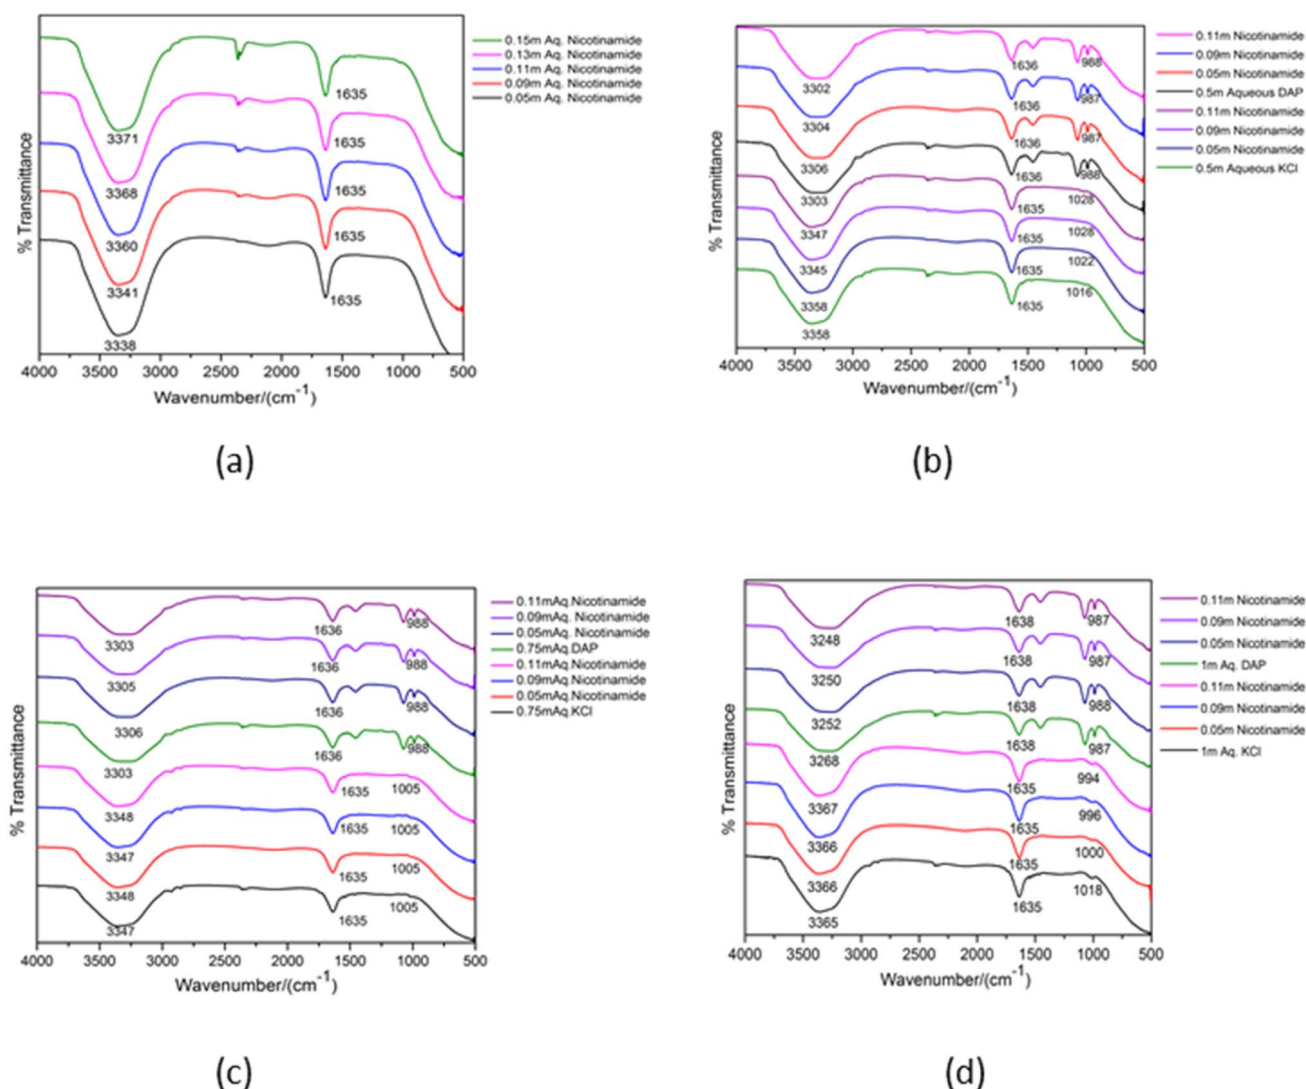 0.15m Aq. Nicotinamide
0.13m Aq. Nicotinamide
0.11m Aq. Nicotinamide
0.09m Aq. Nicotinamide
0.05m Aq. Nicotinamide
1635
3371
1635
3368
1635
3360
1635
3341
1635
3338
% Transmittance
4000 3500 3000 2500 2000 1500 1000 500
Wavenumber/(cm-1)
(a)
0.11m Nicotinamide
0.09m Nicotinamide
0.05m Nicotinamide
0.5m Aqueous DAP
0.11m Nicotinamide
0.09m Nicotinamide
0.05m Nicotinamide
0.5m Aqueous KCl
3302 1636 988
3304 1636 987
3306 1636 987
3303 1636 988
3347 1635 1028
3345 1635 1028
3358 1635 1022
3358 1635 1016
% Transmittance
4000 3500 3000 2500 2000 1500 1000 500
Wavenumber/(cm-1)
(b)
0.11mAq.Nicotinamide
0.09mAq. Nicotinamide
0.05mAq. Nicotinamide
0.75mAq.DAP
0.11mAq.Nicotinamide
0.09mAq.Nicotinamide
0.05mAq.Nicotinamide
0.75mAq.KCl
3303 1636 988
3305 1636 988
3306 1636 988
3303 1636 988
3348 1635 1005
3347 1635 1005
3348 1635 1005
3347 1635 1005
% Transmittance
4000 3500 3000 2500 2000 1500 1000 500
Wavenumber/(cm-1)
(c)
0.11m Nicotinamide
0.09m Nicotinamide
0.05m Nicotinamide
1m Aq. DAP
0.11m Nicotinamide
0.09m Nicotinamide
0.05m Nicotinamide
1m Aq. KCl
3248 1638 987
3250 1638 987
3252 1638 988
3268 1638 987
3367 1635 994
3366 1635 996
3366 1635 1000
3365 1635 1018
% Transmittance
4000 3500 3000 2500 2000 1500 1000 500
Wavenumber/(cm-1)
(d)